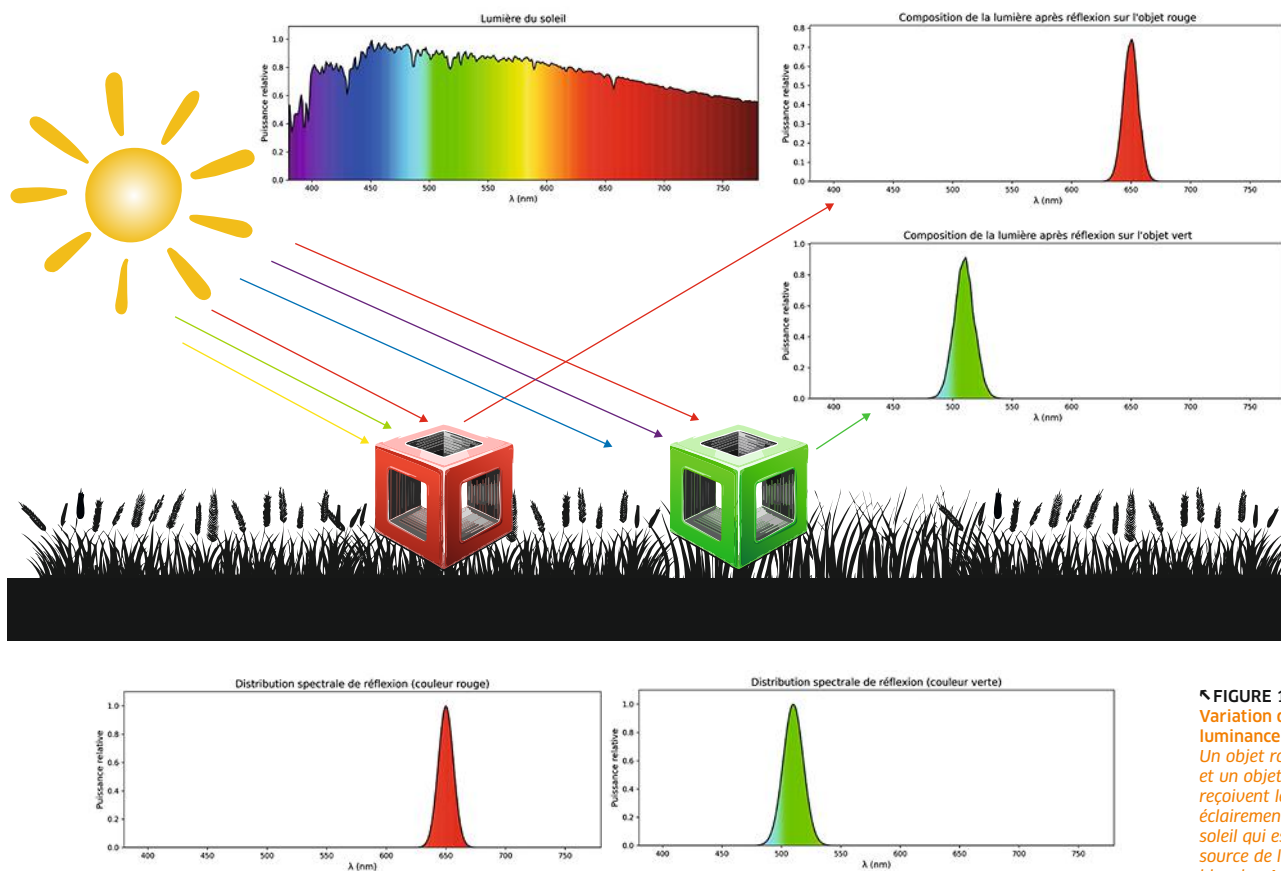 Lumière du soleil
Puissance relative
1.0
0.8
0.6
0.4
0.2
0.0
400 450 500 550 600 650 700 750
λ (nm)
Composition de la lumière après réflexion sur l'objet rouge
Puissance relative
0.8
0.7
0.6
0.5
0.4
0.3
0.2
0.1
0.0
400 450 500 550 600 650 700 750
λ (nm)
Composition de la lumière après réflexion sur l'objet vert
Puissance relative
1.0
0.8
0.6
0.4
0.2
0.0
400 450 500 550 600 650 700 750
λ (nm)
Distribution spectrale de réflexion (couleur rouge)
Puissance relative
1.0
0.8
0.6
0.4
0.2
0.0
400 450 500 550 600 650 700 750
λ (nm)
Distribution spectrale de réflexion (couleur verte)
Puissance relative
1.0
0.8
0.6
0.4
0.2
0.0
400 450 500 550 600 650 700 750
λ (nm)
FIGURE 1
Variation
luminance
Un objet
et un objet
reçoivent
éclairement
soleil qui
source de